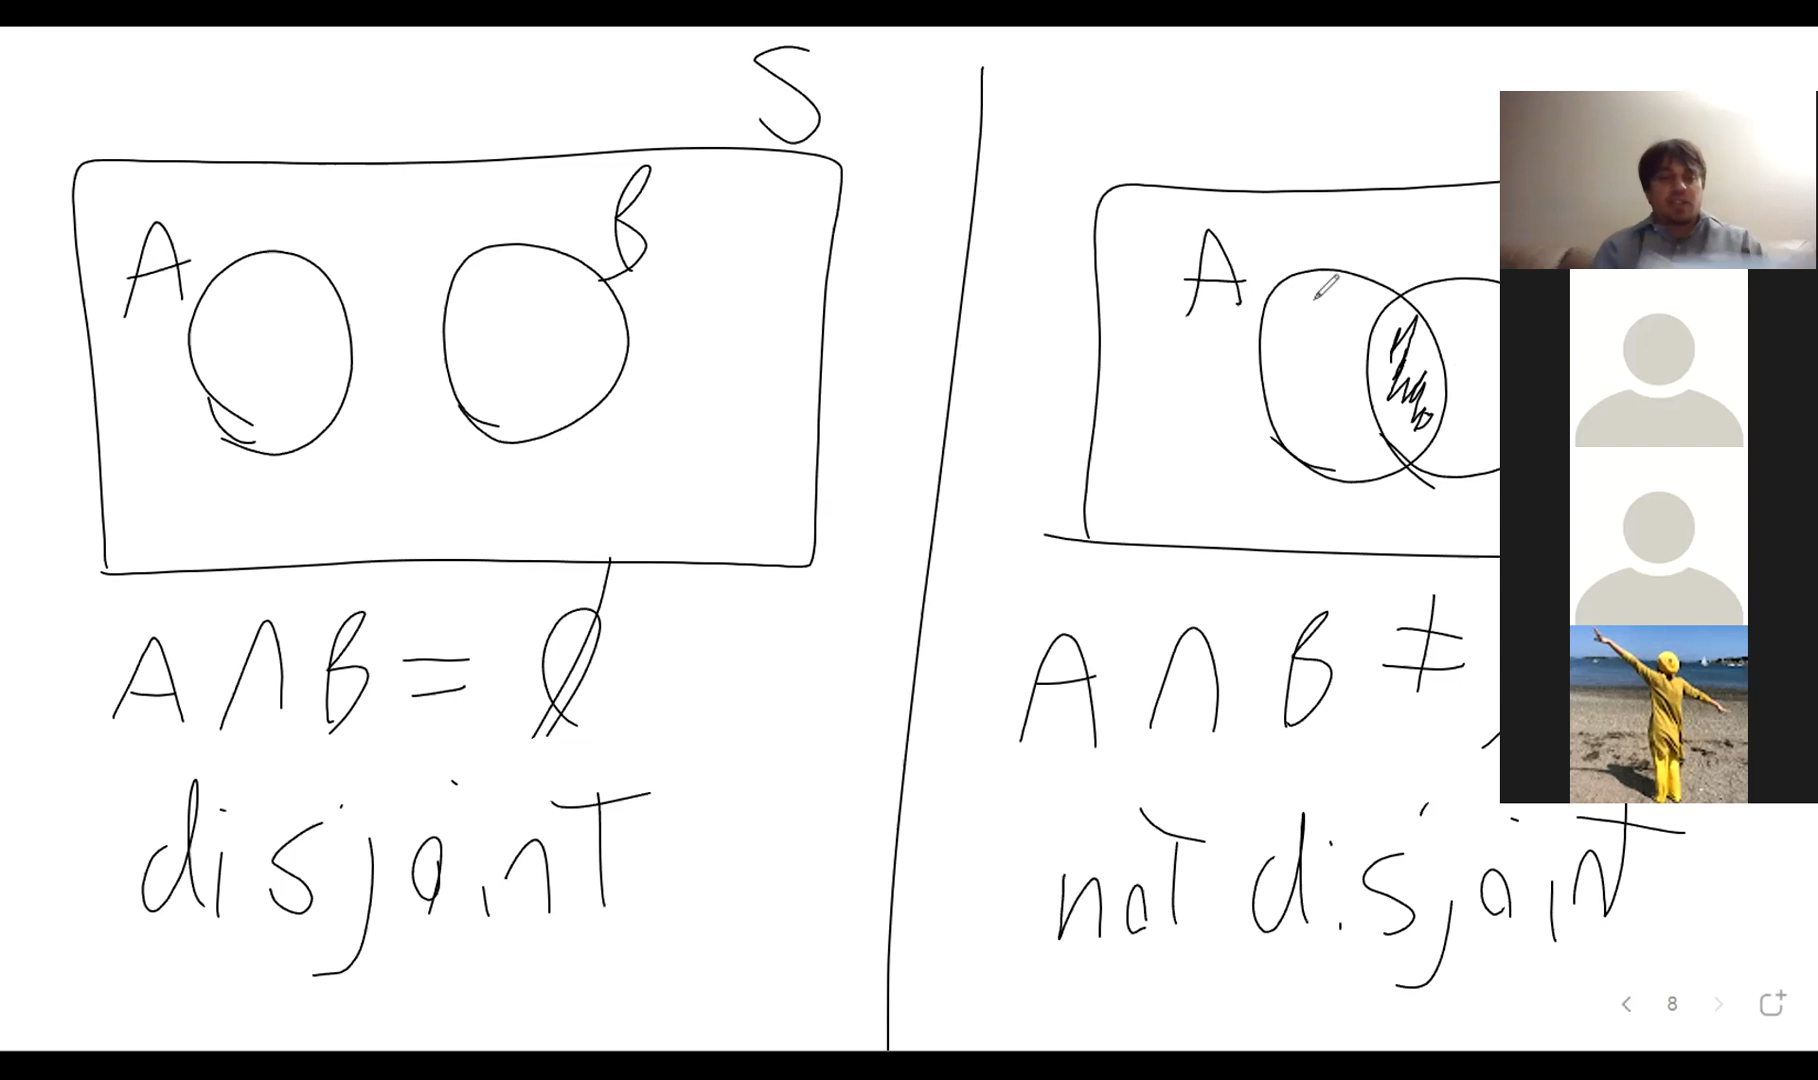 S
A
B
A ∩ B = ∅
disjoint
A
A ∩ B ≠
not disjoint
8